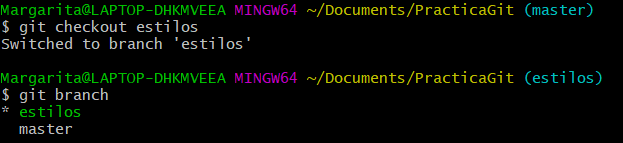 Margarita@LAPTOP-DHKMVEEA MINGW64 ~/Documents/PracticaGit (master)
$ git checkout estilos
Switched to branch 'estilos'
Margarita@LAPTOP-DHKMVEEA MINGW64 ~/Documents/PracticaGit (estilos)
$ git branch
* estilos
  master